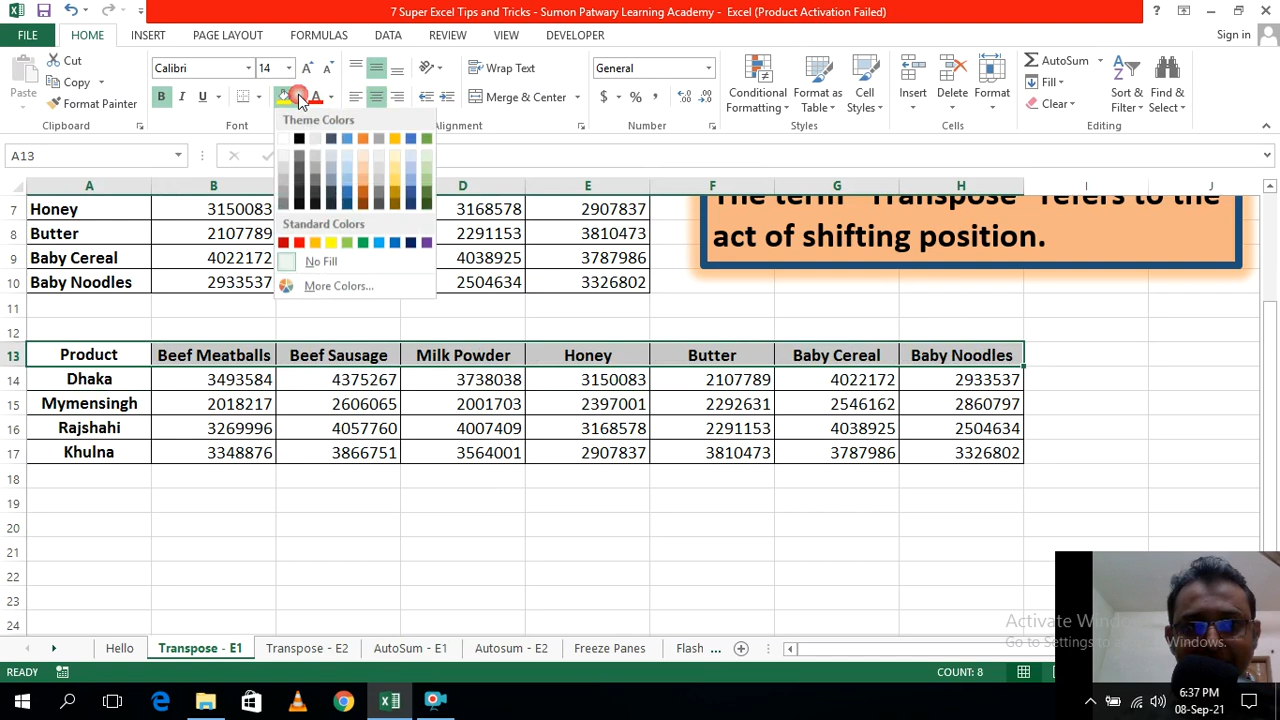 7 Super Excel Tips and Tricks - Sumon Patwary Learning Academy - Excel (Product Activation Failed)
FILE HOME INSERT PAGE LAYOUT FORMULAS DATA REVIEW VIEW DEVELOPER Sign in
Paste Cut Copy Format Painter Clipboard
Calibri 14 B I U A Font
Wrap Text Merge & Center Alignment
General $ % , Number
Conditional Formatting Format as Table Cell Styles Styles
Insert Delete Format Cells
AutoSum Fill Clear Sort & Filter Find & Select Editing
Theme Colors
Standard Colors
No Fill
More Colors...
A13
A B D E F G H I J
7 Honey 3150083 3168578 2907837
8 Butter 2107789 2291153 3810473
9 Baby Cereal 4022172 4038925 3787986
10 Baby Noodles 2933537 2504634 3326802
The term "Transpose" refers to the
act of shifting position.
11
12
13 Product Beef Meatballs Beef Sausage Milk Powder Honey Butter Baby Cereal Baby Noodles
14 Dhaka 3493584 4375267 3738038 3150083 2107789 4022172 2933537
15 Mymensingh 2018217 2606065 2001703 2397001 2292631 2546162 2860797
16 Rajshahi 3269996 4057760 4007409 3168578 2291153 4038925 2504634
17 Khulna 3348876 3866751 3564001 2907837 3810473 3787986 3326802
18
19
20
21
22
23
24
Activate Windows
Go to Settings to activate Windows.
Hello Transpose - E1 Transpose - E2 AutoSum - E1 Autosum - E2 Freeze Panes Flash ...
READY COUNT: 8
6:37 PM
08-Sep-21